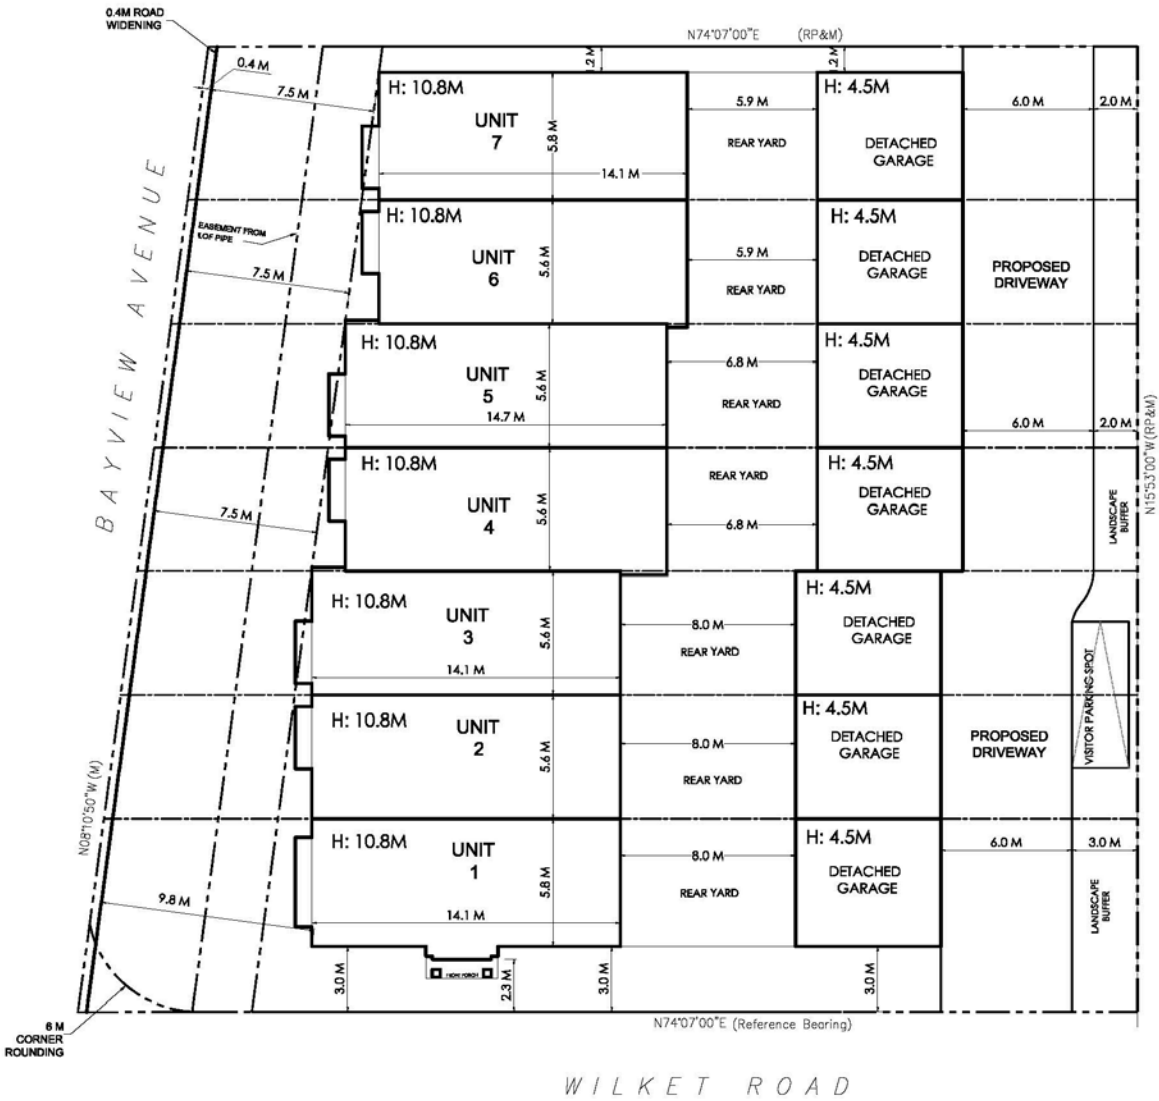 0.4M ROAD
WIDENING
N74°07'00"E (RP&M)
0.4 M
7.5 M
.2 M
.2 M
H: 10.8M
UNIT
7
5.8 M
14.1 M
5.9 M
REAR YARD
H: 4.5M
DETACHED
GARAGE
6.0 M
2.0 M
BAYVIEW AVENUE
EASEMENT FROM
7.5 M
H: 10.8M
UNIT
6
5.6 M
5.9 M
REAR YARD
H: 4.5M
DETACHED
GARAGE
PROPOSED
DRIVEWAY
H: 10.8M
UNIT
5
5.6 M
14.7 M
6.8 M
REAR YARD
H: 4.5M
DETACHED
GARAGE
6.0 M
2.0 M
N15°53'00"W(RP&M)
7.5 M
H: 10.8M
UNIT
4
5.6 M
REAR YARD
6.8 M
H: 4.5M
DETACHED
GARAGE
LANDSCAPE
BUFFER
H: 10.8M
UNIT
3
5.6 M
14.1 M
8.0 M
REAR YARD
H: 4.5M
DETACHED
GARAGE
VISITOR PARKING SPOT
N08°10'50"W (M)
H: 10.8M
UNIT
2
5.6 M
8.0 M
REAR YARD
H: 4.5M
DETACHED
GARAGE
PROPOSED
DRIVEWAY
9.8 M
H: 10.8M
UNIT
1
5.8 M
14.1 M
8.0 M
REAR YARD
H: 4.5M
DETACHED
GARAGE
6.0 M
3.0 M
LANDSCAPE
BUFFER
3.0 M
FRONT PORCH
2.3 M
3.0 M
3.0 M
6 M
CORNER
ROUNDING
N74°07'00"E (Reference Bearing)
WILKET ROAD